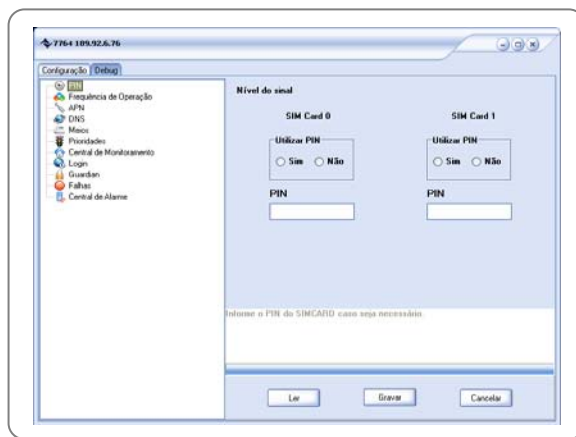 7764 109.92.6.76
Configuração Debug
PIN
Frequência de Operação
APN
DNS
Meios
Prioridades
Central de Monitoramento
Login
Guardian
Falhas
Central de Alarme
Nível do sinal
SIM Card 0
SIM Card 1
Utilizar PIN
Utilizar PIN
Sim Não
Sim Não
PIN
PIN
Informe o PIN do SIMCARD caso seja necessário.
Ler Gravar Cancelar